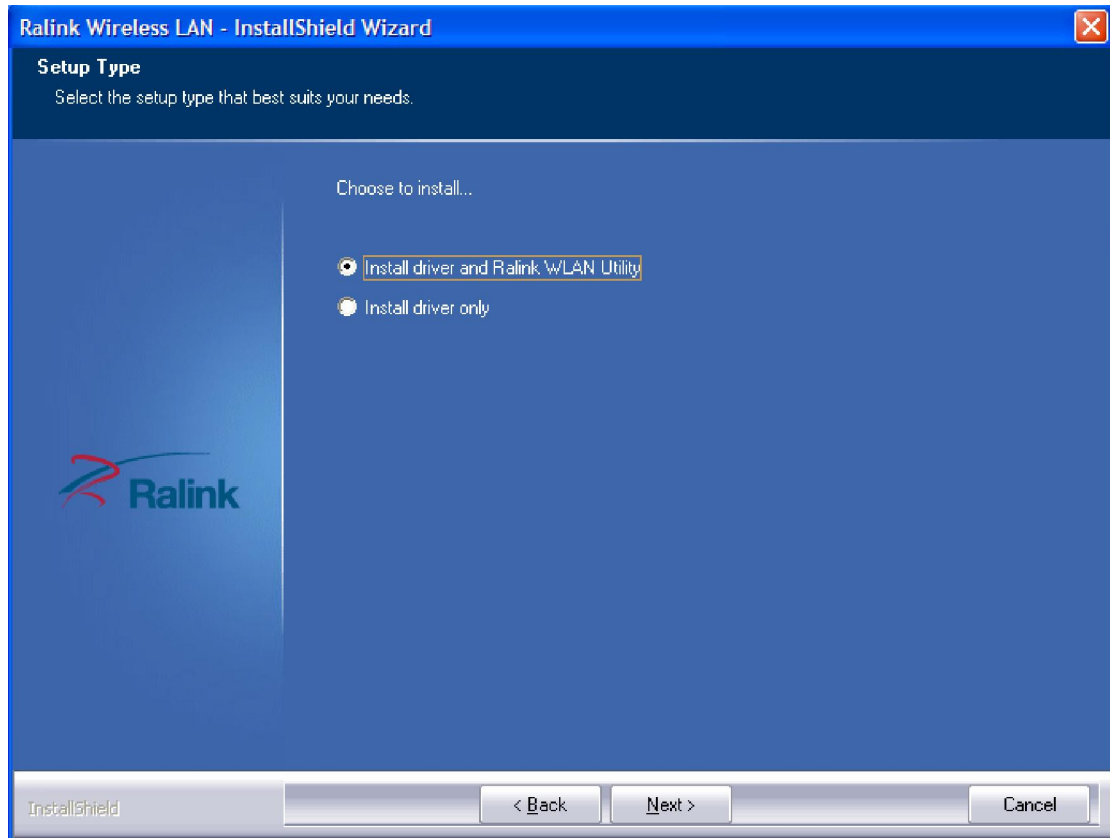 Ralink Wireless LAN - InstallShield Wizard
Setup Type
Select the setup type that best suits your needs.
Choose to install...
Install driver and Ralink WLAN Utility
Install driver only
Ralink
InstallShield
< Back
Next >
Cancel